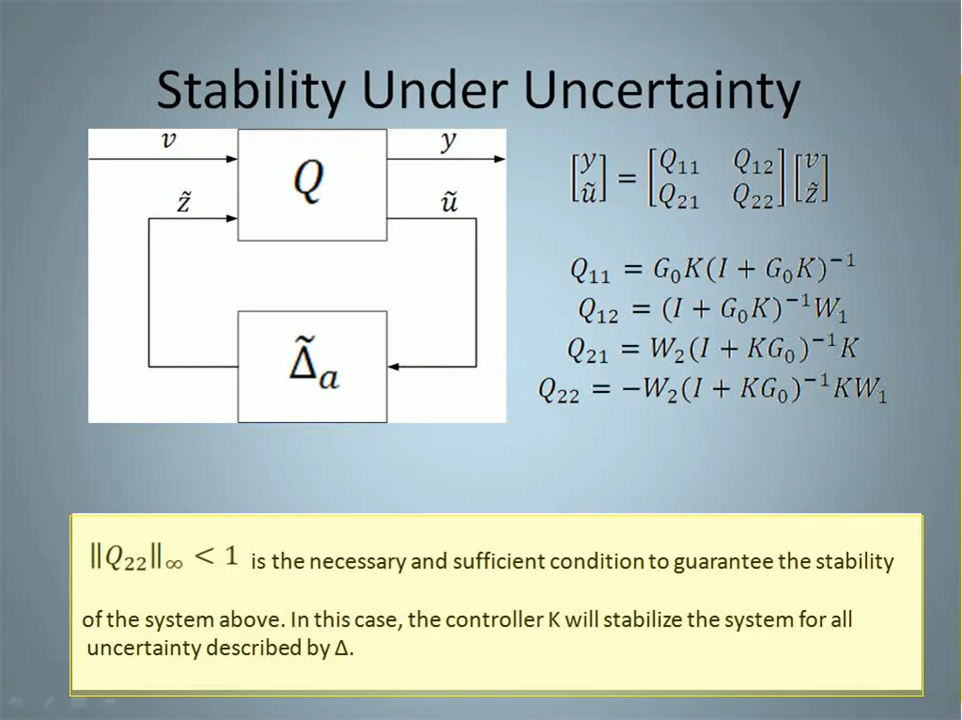 Stability Under Uncertainty
v
y
Q
z̃
ũ
Δ̃ₐ
[y ũ] = [Q₁₁ Q₁₂ Q₂₁ Q₂₂] [v z̃]
Q₁₁ = G₀K(I + G₀K)⁻¹
Q₁₂ = (I + G₀K)⁻¹W₁
Q₂₁ = W₂(I + KG₀)⁻¹K
Q₂₂ = −W₂(I + KG₀)⁻¹KW₁
‖Q₂₂‖∞ < 1 is the necessary and sufficient condition to guarantee the stability
of the system above. In this case, the controller K will stabilize the system for all
uncertainty described by Δ.